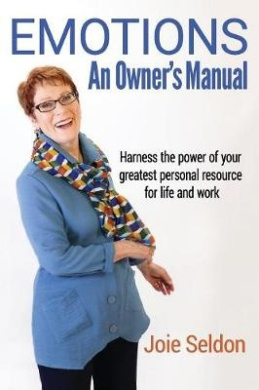 EMOTIONS
An Owner's Manual
Harness the power of your
greatest personal resource
for life and work
Joie Seldon